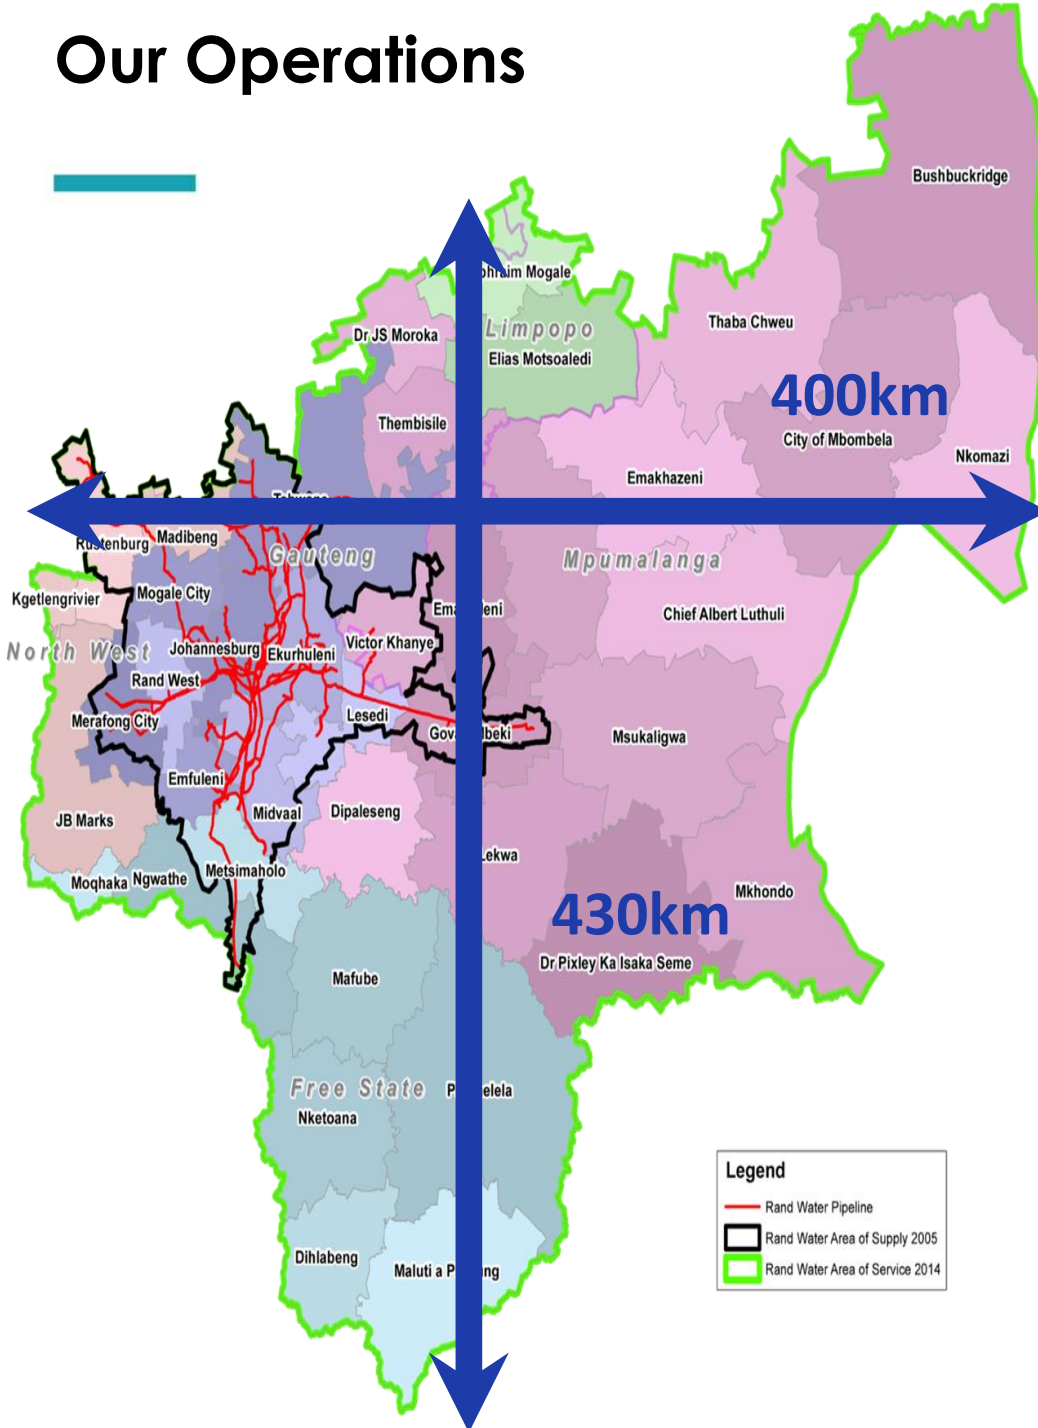 Our Operations
Bushbuckridge
Ephraim Mogale
Limpopo
Dr JS Moroka
Thaba Chweu
Elias Motsoaledi
400km
Thembisile
City of Mbombela
Nkomazi
Emakhazeni
Rustenburg
Madibeng
Gauteng
Mpumalanga
Kgetlengrivier
Mogale City
Chief Albert Luthuli
North West
Johannesburg
Ekurhuleni
Victor Khanye
Rand West
Merafong City
Lesedi
Msukaligwa
Emfuleni
JB Marks
Midvaal
Dipaleseng
Lekwa
Moqhaka
Ngwathe
Metsimaholo
Mkhondo
430km
Dr Pixley Ka Isaka Seme
Mafube
Free State
Nketoana
Dihlabeng
Maluti a
Legend
Rand Water Pipeline
Rand Water Area of Supply 2005
Rand Water Area of Service 2014